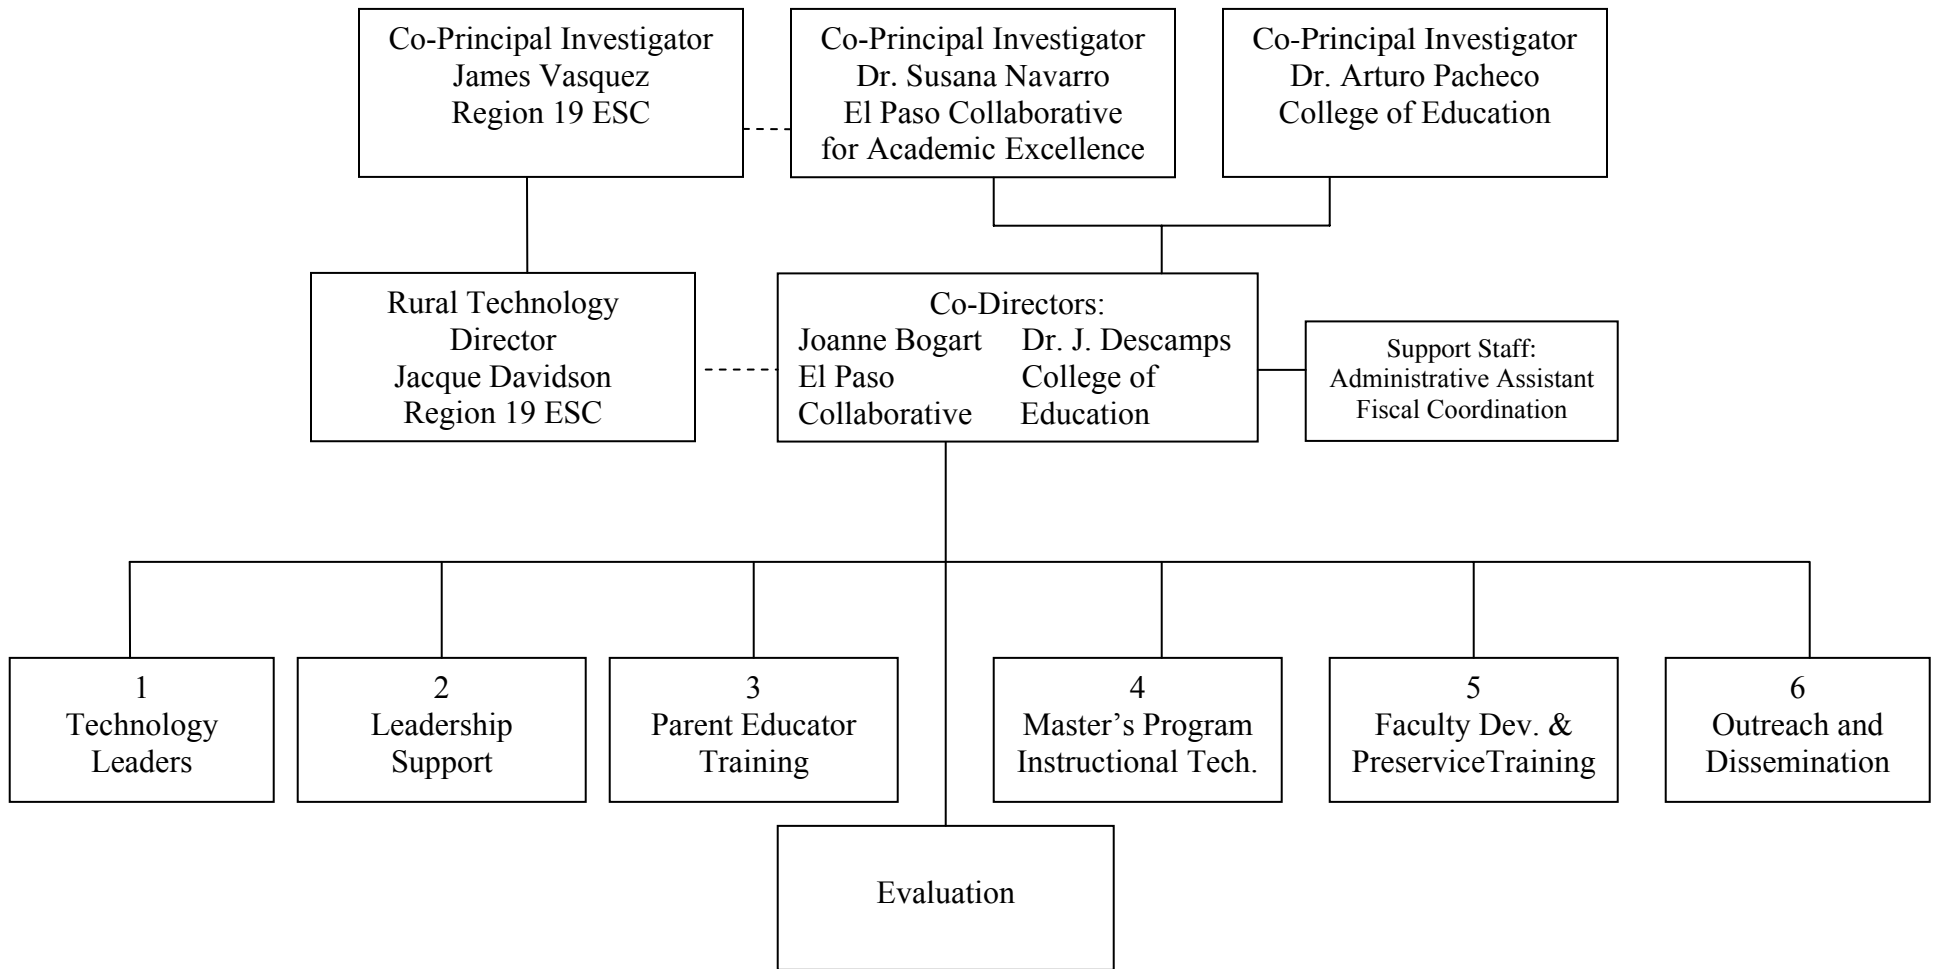 Co-Principal Investigator
James Vasquez
Region 19 ESC
Co-Principal Investigator
Dr. Susana Navarro
El Paso Collaborative
for Academic Excellence
Co-Principal Investigator
Dr. Arturo Pacheco
College of Education
Rural Technology
Director
Jacque Davidson
Region 19 ESC
Co-Directors:
Joanne Bogart
El Paso
Collaborative
Dr. J. Descamps
College of
Education
Support Staff:
Administrative Assistant
Fiscal Coordination
1
Technology
Leaders
2
Leadership
Support
3
Parent Educator
Training
4
Master’s Program
Instructional Tech.
5
Faculty Dev. &
PreserviceTraining
6
Outreach and
Dissemination
Evaluation